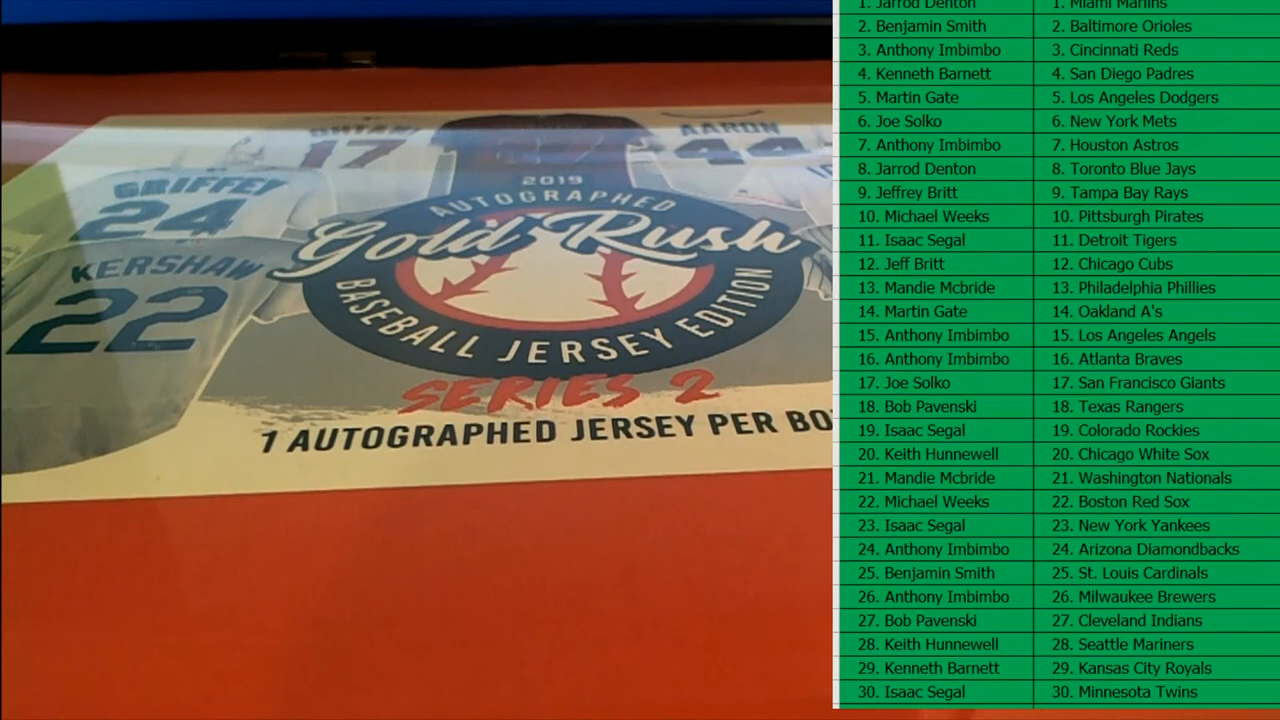 OHTANI
17
AARON
44
GRIFFEY
24
KERSHAW
22
2019
AUTOGRAPHED
Gold Rush
BASEBALL JERSEY EDITION
SERIES 2
1 AUTOGRAPHED JERSEY PER BO
1. Jarrod Denton 1. Miami Marlins
2. Benjamin Smith 2. Baltimore Orioles
3. Anthony Imbimbo 3. Cincinnati Reds
4. Kenneth Barnett 4. San Diego Padres
5. Martin Gate 5. Los Angeles Dodgers
6. Joe Solko 6. New York Mets
7. Anthony Imbimbo 7. Houston Astros
8. Jarrod Denton 8. Toronto Blue Jays
9. Jeffrey Britt 9. Tampa Bay Rays
10. Michael Weeks 10. Pittsburgh Pirates
11. Isaac Segal 11. Detroit Tigers
12. Jeff Britt 12. Chicago Cubs
13. Mandie Mcbride 13. Philadelphia Phillies
14. Martin Gate 14. Oakland A's
15. Anthony Imbimbo 15. Los Angeles Angels
16. Anthony Imbimbo 16. Atlanta Braves
17. Joe Solko 17. San Francisco Giants
18. Bob Pavenski 18. Texas Rangers
19. Isaac Segal 19. Colorado Rockies
20. Keith Hunnewell 20. Chicago White Sox
21. Mandie Mcbride 21. Washington Nationals
22. Michael Weeks 22. Boston Red Sox
23. Isaac Segal 23. New York Yankees
24. Anthony Imbimbo 24. Arizona Diamondbacks
25. Benjamin Smith 25. St. Louis Cardinals
26. Anthony Imbimbo 26. Milwaukee Brewers
27. Bob Pavenski 27. Cleveland Indians
28. Keith Hunnewell 28. Seattle Mariners
29. Kenneth Barnett 29. Kansas City Royals
30. Isaac Segal 30. Minnesota Twins